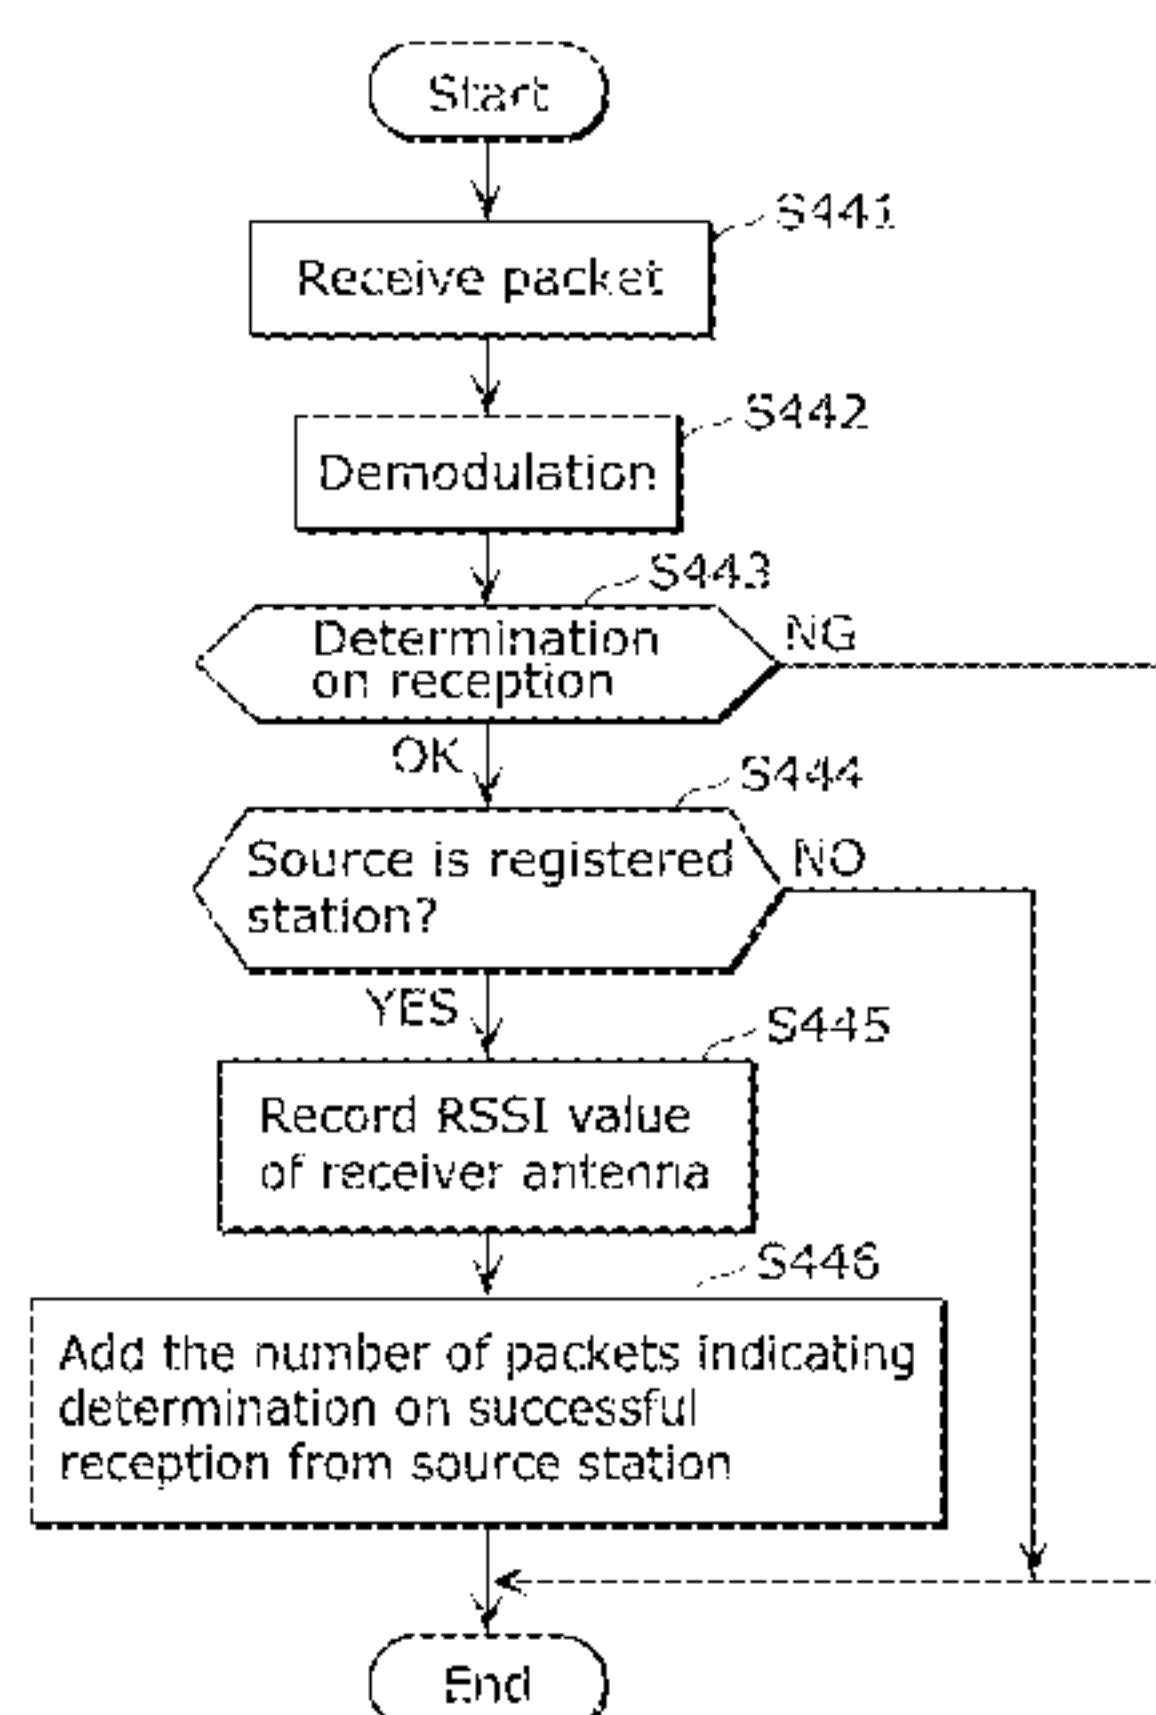 Start
S441
Receive packet
S442
Demodulation
S443
Determination
on reception
NG
OK
S444
Source is registered
station?
NO
YES
S445
Record RSSI value
of receiver antenna
S446
Add the number of packets indicating
determination on successful
reception from source station
End